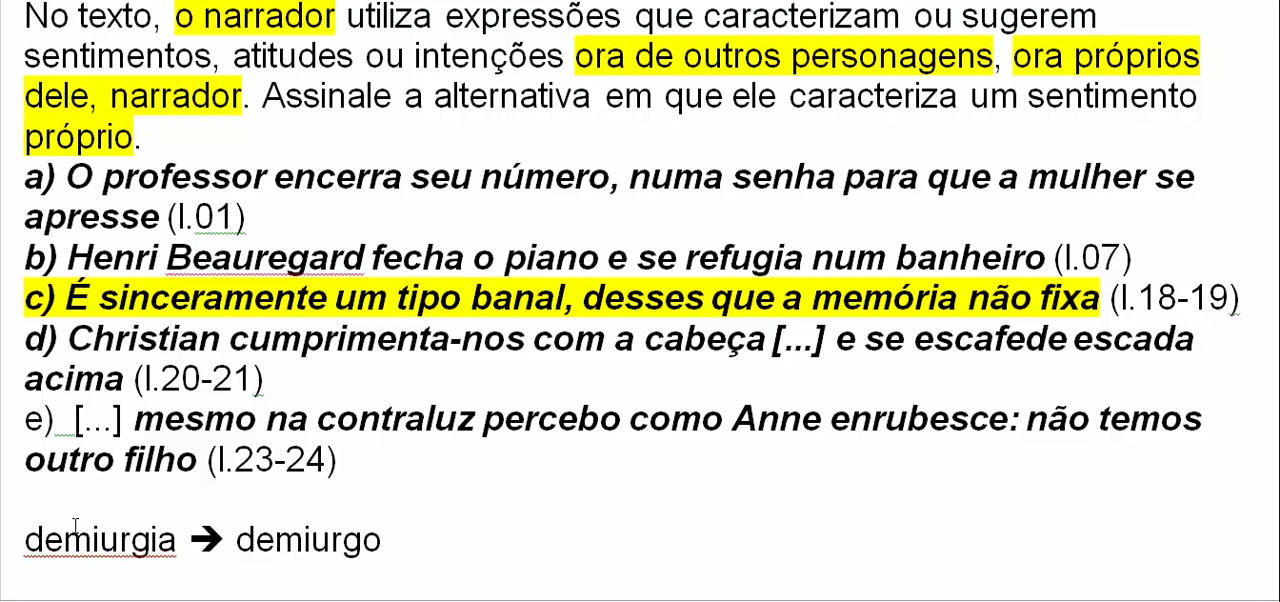 No texto, o narrador utiliza expressões que caracterizam ou sugerem
sentimentos, atitudes ou intenções ora de outros personagens, ora próprios
dele, narrador. Assinale a alternativa em que ele caracteriza um sentimento
próprio.
a) O professor encerra seu número, numa senha para que a mulher se
apresse (l.01)
b) Henri Beauregard fecha o piano e se refugia num banheiro (l.07)
c) É sinceramente um tipo banal, desses que a memória não fixa (l.18-19)
d) Christian cumprimenta-nos com a cabeça [...] e se escafede escada
acima (l.20-21)
e) [...] mesmo na contraluz percebo como Anne enrubesce: não temos
outro filho (l.23-24)
demiurgia ➔ demiurgo